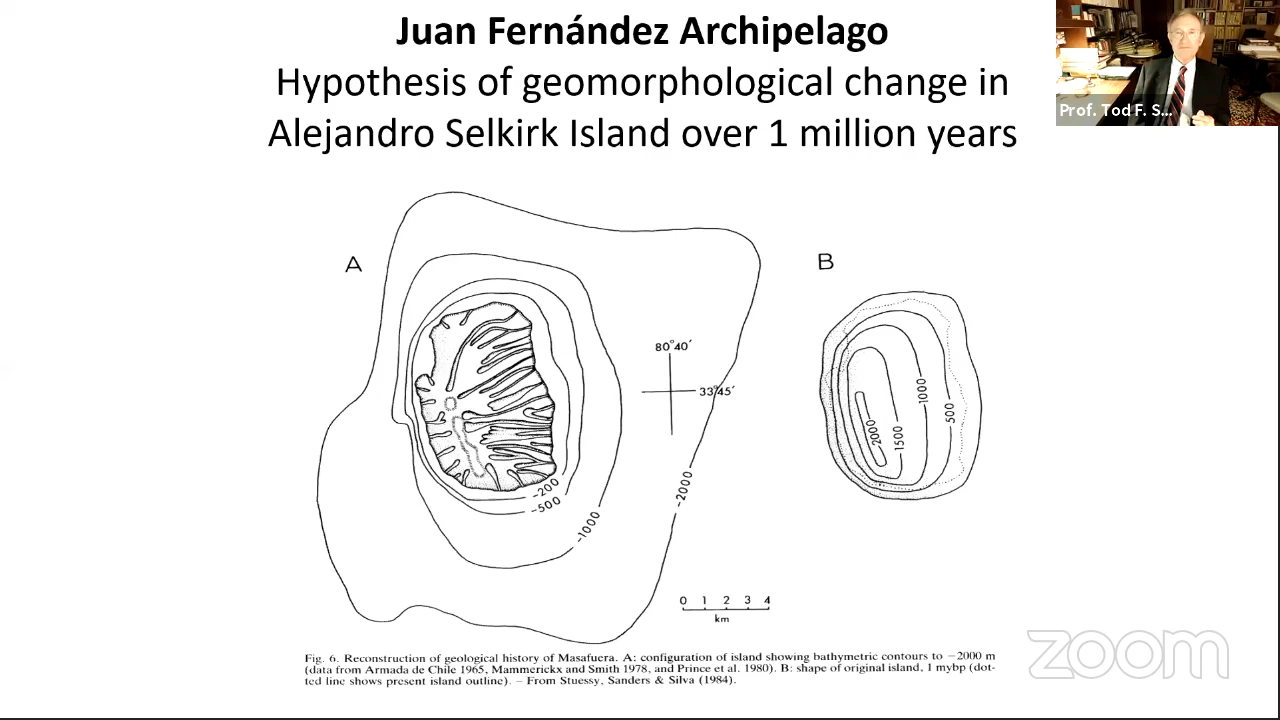 Juan Fernández Archipelago
Hypothesis of geomorphological change in
Alejandro Selkirk Island over 1 million years
Prof. Tod F. S...
A
B
80°40′
33°45′
-200
-500
-1000
-2000
2000
1500
1000
500
0 1 2 3 4
km
Fig. 6. Reconstruction of geological history of Masafuera. A: configuration of island showing bathymetric contours to −2000 m
(data from Armada de Chile 1965, Mammerickx and Smith 1978, and Prince et al. 1980). B: shape of original island, 1 mybp (dot-
ted line shows present island outline). – From Stuessy, Sanders & Silva (1984).
zoom